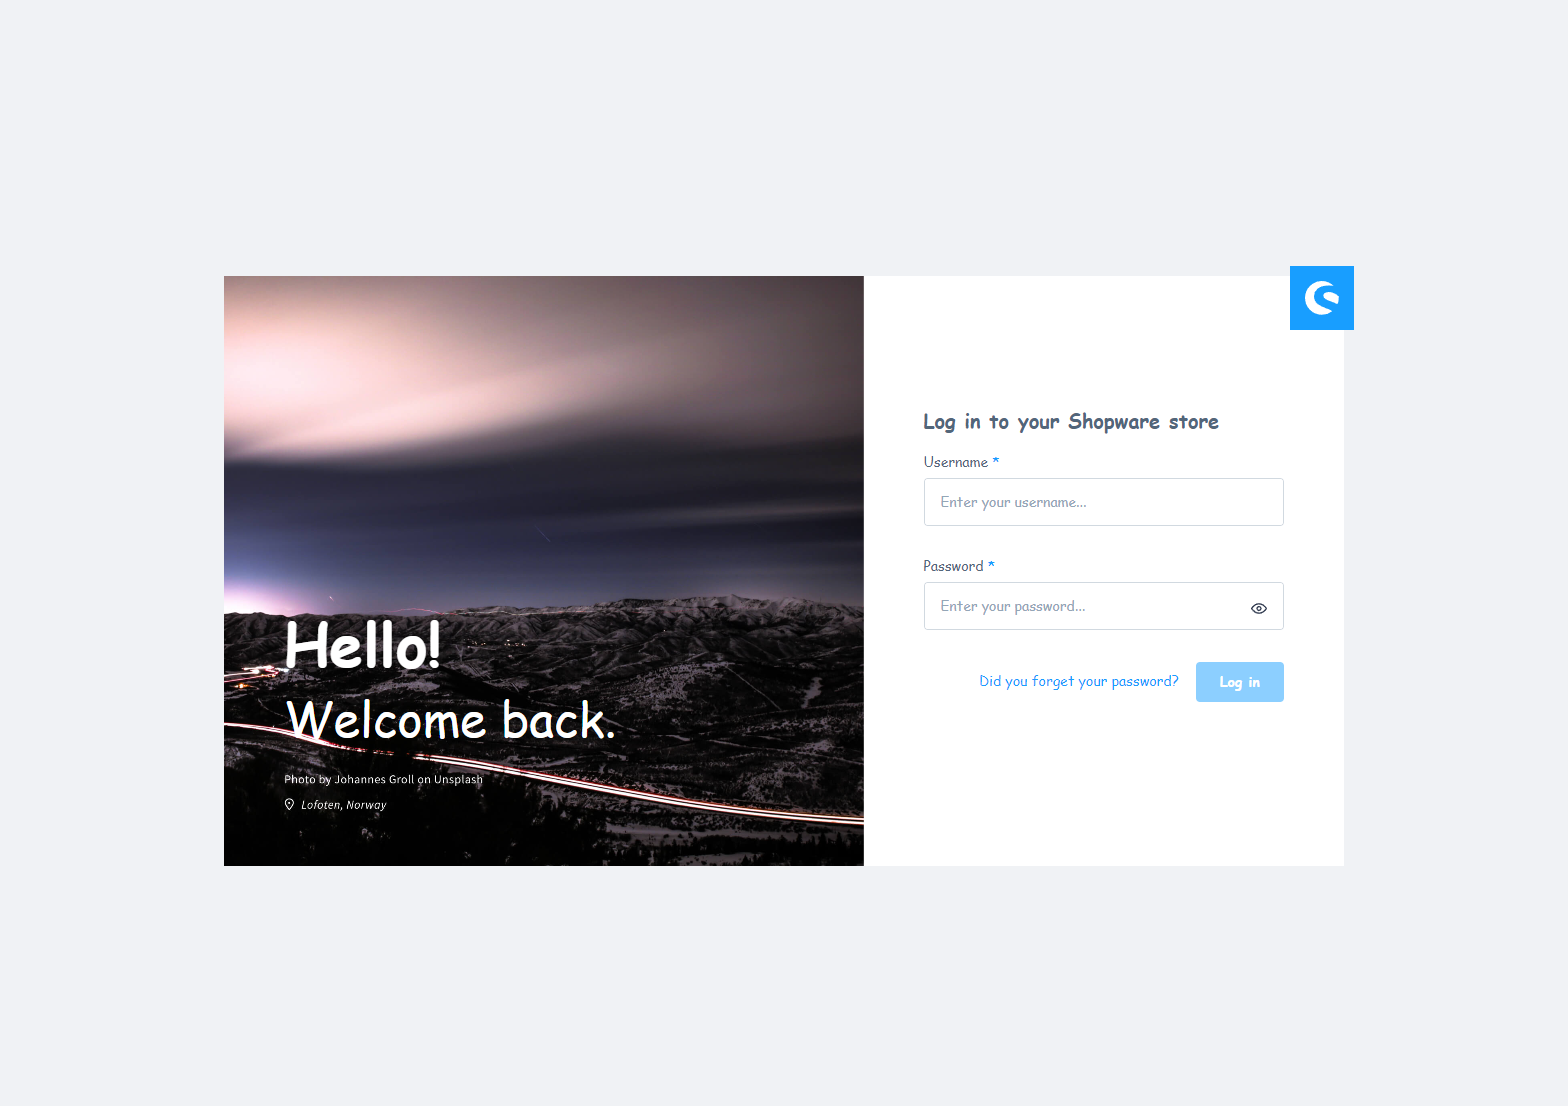 Hello!
Welcome back.
Photo by Johannes Groll on Unsplash
Lofoten, Norway
Log in to your Shopware store
Username *
Enter your username...
Password *
Enter your password...
Did you forget your password?
Log in